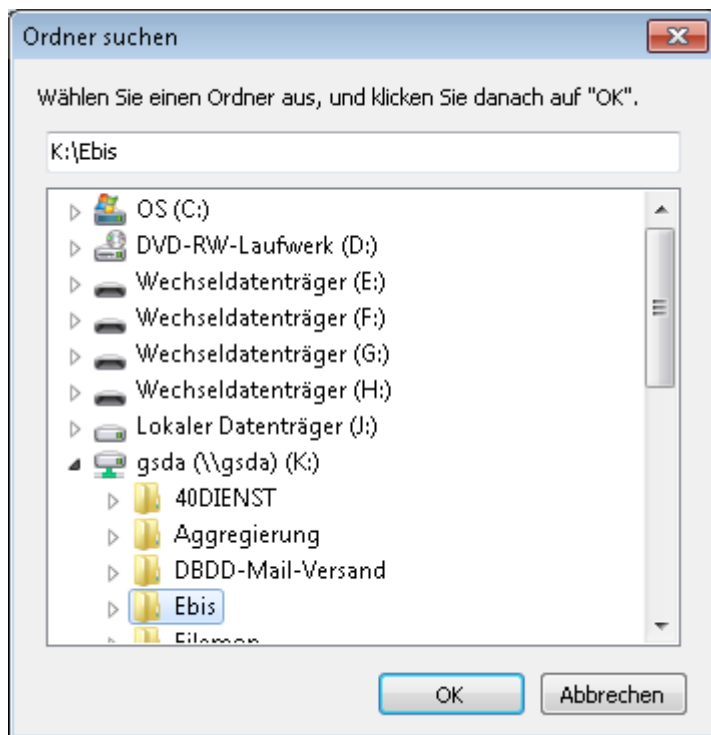 Ordner suchen
Wählen Sie einen Ordner aus, und klicken Sie danach auf "OK".
K:\Ebis
OS (C:)
DVD-RW-Laufwerk (D:)
Wechseldatenträger (E:)
Wechseldatenträger (F:)
Wechseldatenträger (G:)
Wechseldatenträger (H:)
Lokaler Datenträger (J:)
gsda (\\gsda) (K:)
40DIENST
Aggregierung
DBDD-Mail-Versand
Ebis
OK Abbrechen